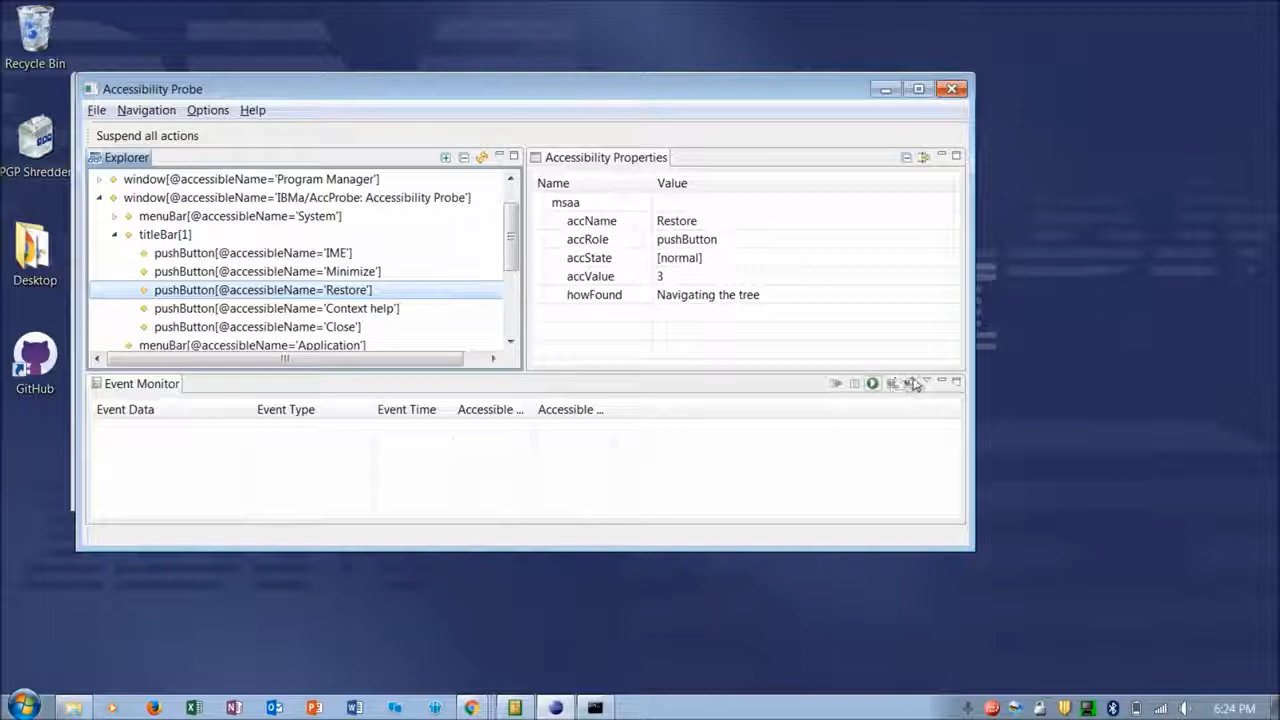 Recycle Bin
PGP Shredder
Desktop
GitHub
Accessibility Probe
File Navigation Options Help
Suspend all actions
Explorer
window[@accessibleName='Program Manager']
window[@accessibleName='IBMa/AccProbe: Accessibility Probe']
menuBar[@accessibleName='System']
titleBar[1]
pushButton[@accessibleName='IME']
pushButton[@accessibleName='Minimize']
pushButton[@accessibleName='Restore']
pushButton[@accessibleName='Context help']
pushButton[@accessibleName='Close']
menuBar[@accessibleName='Application']
Accessibility Properties
Name Value
msaa
accName Restore
accRole pushButton
accState [normal]
accValue 3
howFound Navigating the tree
Event Monitor
Event Data Event Type Event Time Accessible ... Accessible ...
6:24 PM